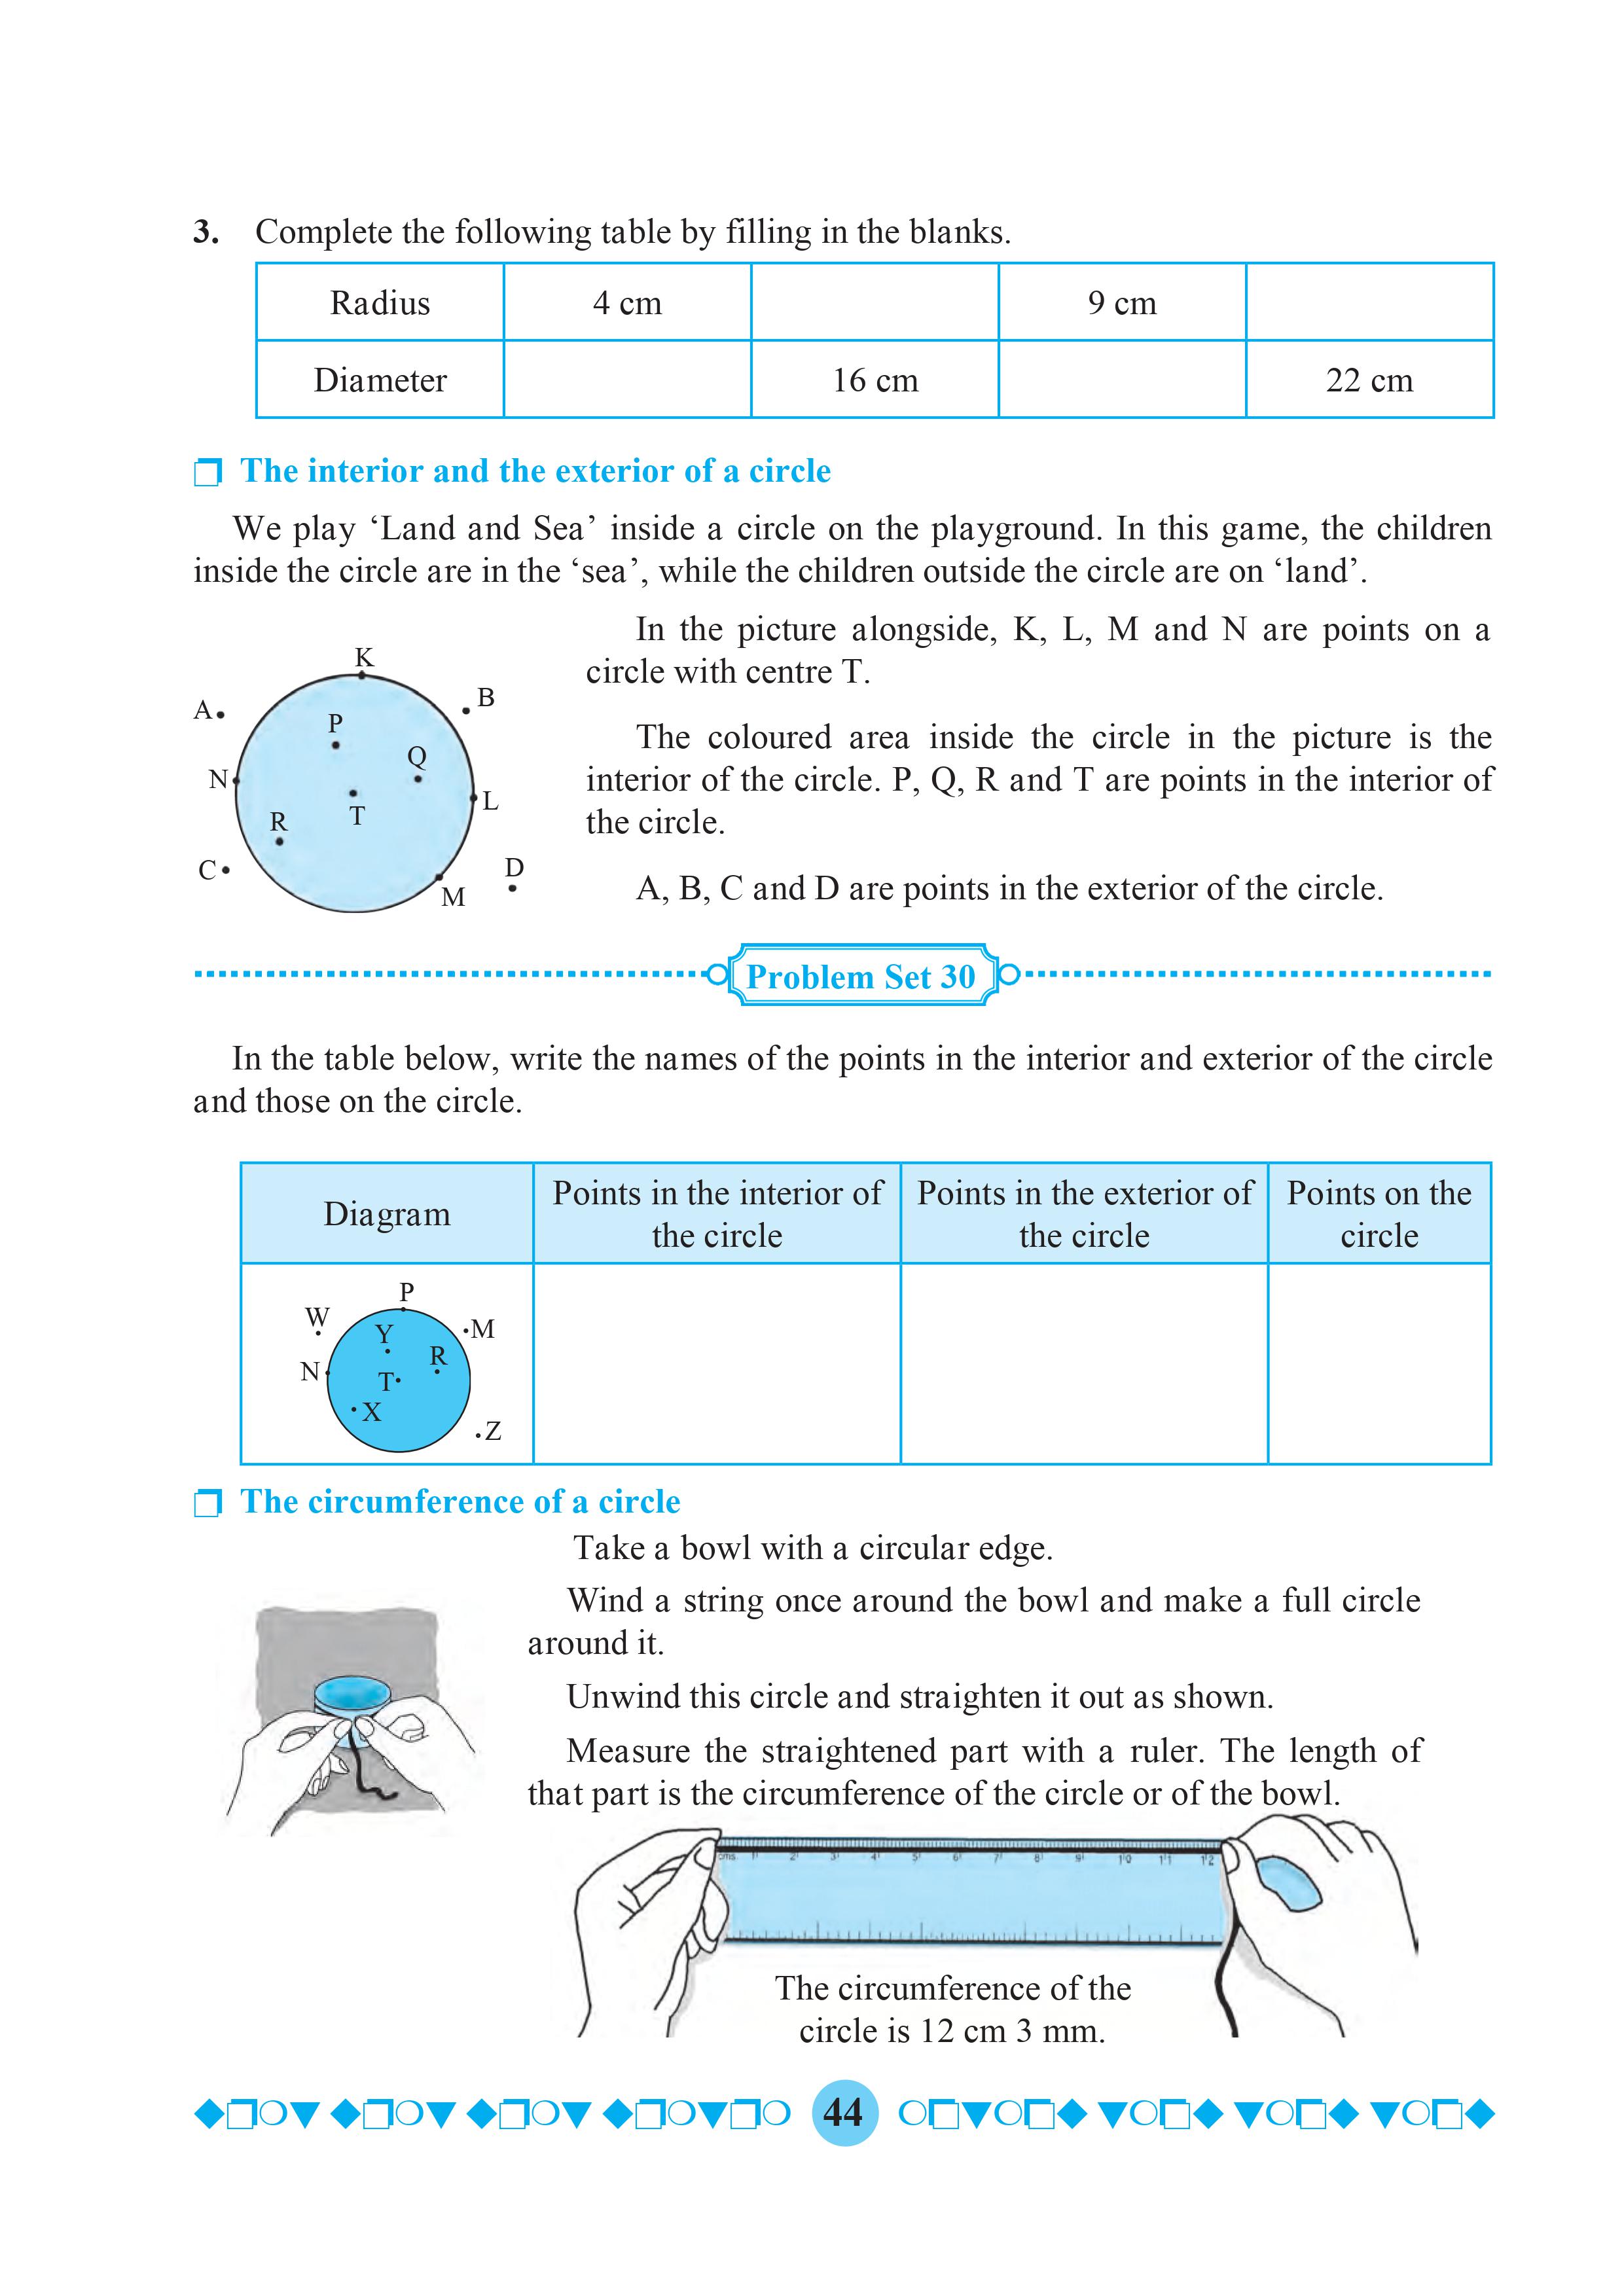 3. Complete the following table by filling in the blanks.
Radius 4 cm 9 cm
Diameter 16 cm 22 cm
The interior and the exterior of a circle
We play ‘Land and Sea’ inside a circle on the playground. In this game, the children
inside the circle are in the ‘sea’, while the children outside the circle are on ‘land’.
K
A
B
P
Q
N
L
T
R
C
D
M
In the picture alongside, K, L, M and N are points on a
circle with centre T.
The coloured area inside the circle in the picture is the
interior of the circle. P, Q, R and T are points in the interior of
the circle.
A, B, C and D are points in the exterior of the circle.
Problem Set 30
In the table below, write the names of the points in the interior and exterior of the circle
and those on the circle.
Diagram
Points in the interior of
the circle
Points in the exterior of
the circle
Points on the
circle
P
W
Y
M
R
N
T
X
Z
The circumference of a circle
Take a bowl with a circular edge.
Wind a string once around the bowl and make a full circle
around it.
Unwind this circle and straighten it out as shown.
Measure the straightened part with a ruler. The length of
that part is the circumference of the circle or of the bowl.
cms 1 2 3 4 5 6 7 8 9 10 11 12
The circumference of the
circle is 12 cm 3 mm.
44